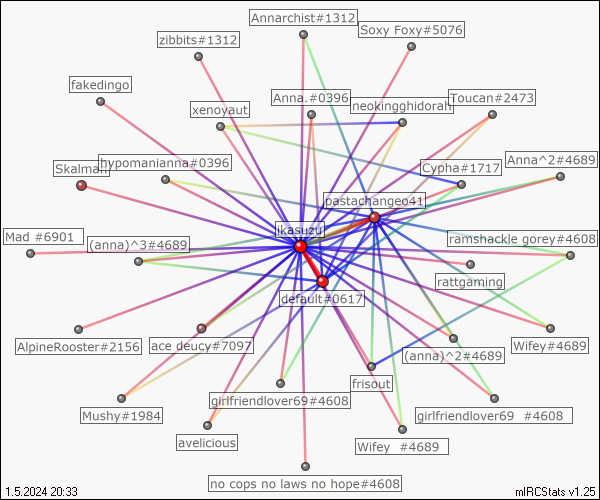 Annarchist#1312
Soxy Foxy#5076
zibbits#1312
fakedingo
Anna.#0396
Toucan#2473
xenoyaut
neokingghidorah
Skalman
hypomanianna#0396
Cypha#1717
Anna^2#4689
pastachangeo41
ikasuzu
Mad #6901
(anna)^3#4689
ramshackle gorey#4608
rattgaming
default#0617
AlpineRooster#2156
ace deucy#7097
Wifey#4689
(anna)^2#4689
frisout
girlfriendlover69#4608
Mushy#1984
girlfriendlover69 #4608
avelicious
Wifey #4689
no cops no laws no hope#4608
1.5.2024 20:33
mIRCStats v1.25